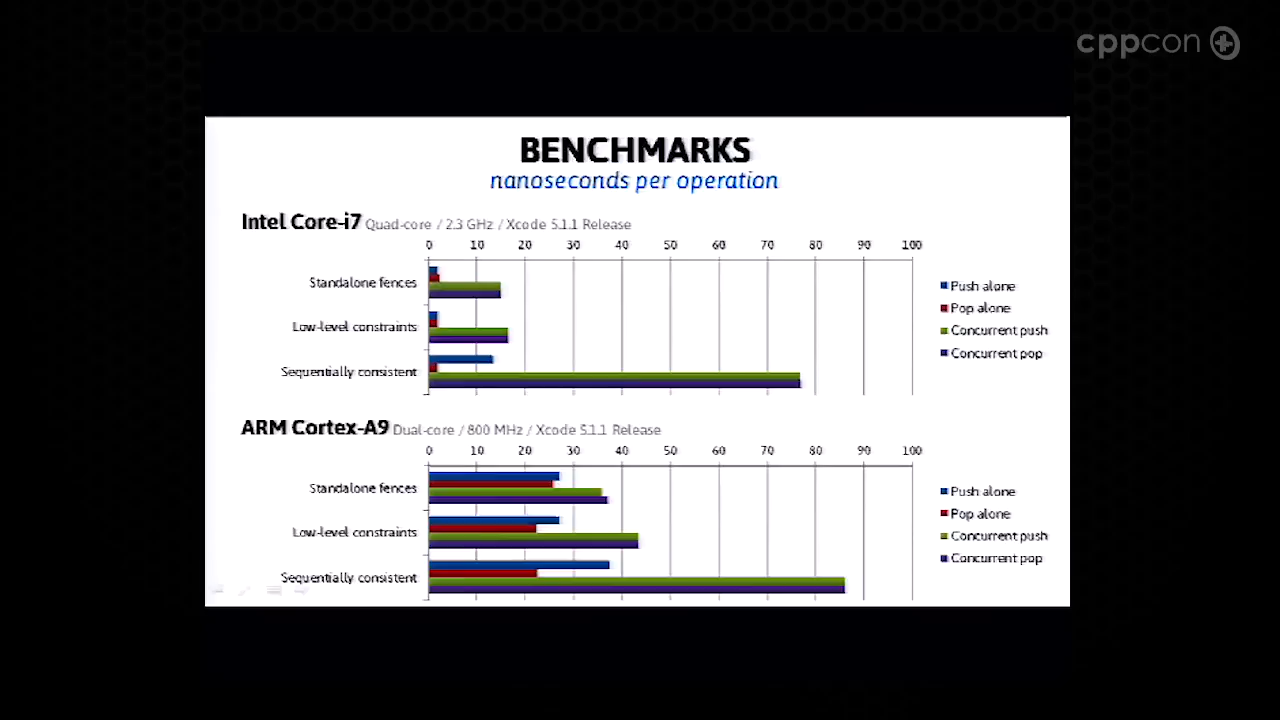 cppcon
BENCHMARKS
nanoseconds per operation
Intel Core-i7 Quad-core / 2.3 GHz / Xcode 5.1.1 Release
0 10 20 30 40 50 60 70 80 90 100
Standalone fences
Low-level constraints
Sequentially consistent
Push alone
Pop alone
Concurrent push
Concurrent pop
ARM Cortex-A9 Dual-core / 800 MHz / Xcode 5.1.1 Release
0 10 20 30 40 50 60 70 80 90 100
Standalone fences
Low-level constraints
Sequentially consistent
Push alone
Pop alone
Concurrent push
Concurrent pop